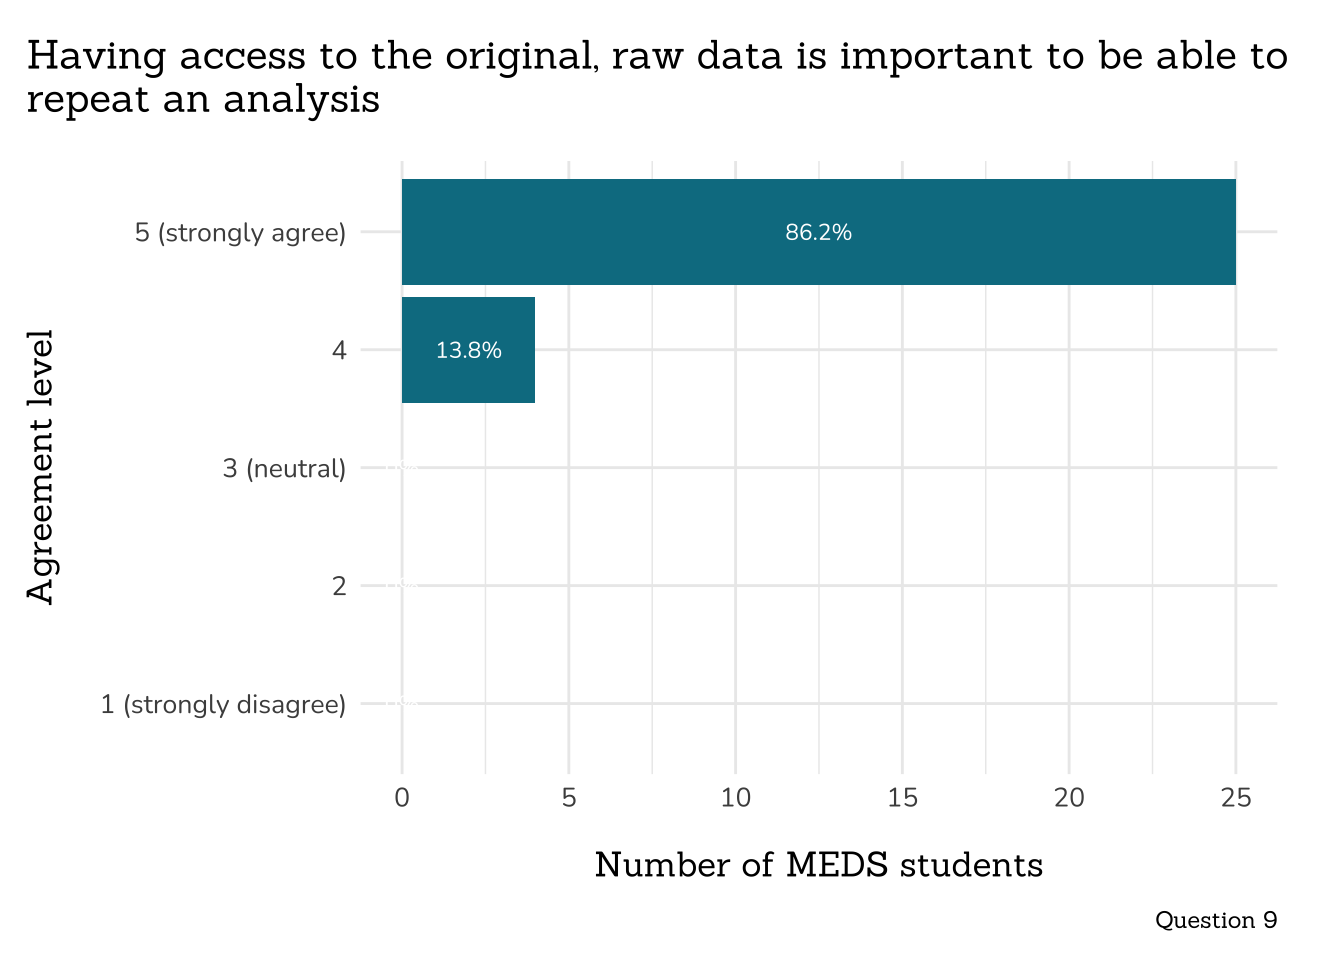 Having access to the original, raw data is important to be able to
repeat an analysis
5 (strongly agree)
86.2%
4
13.8%
3 (neutral)
2
1 (strongly disagree)
0
5
10
15
20
25
Agreement level
Number of MEDS students
Question 9